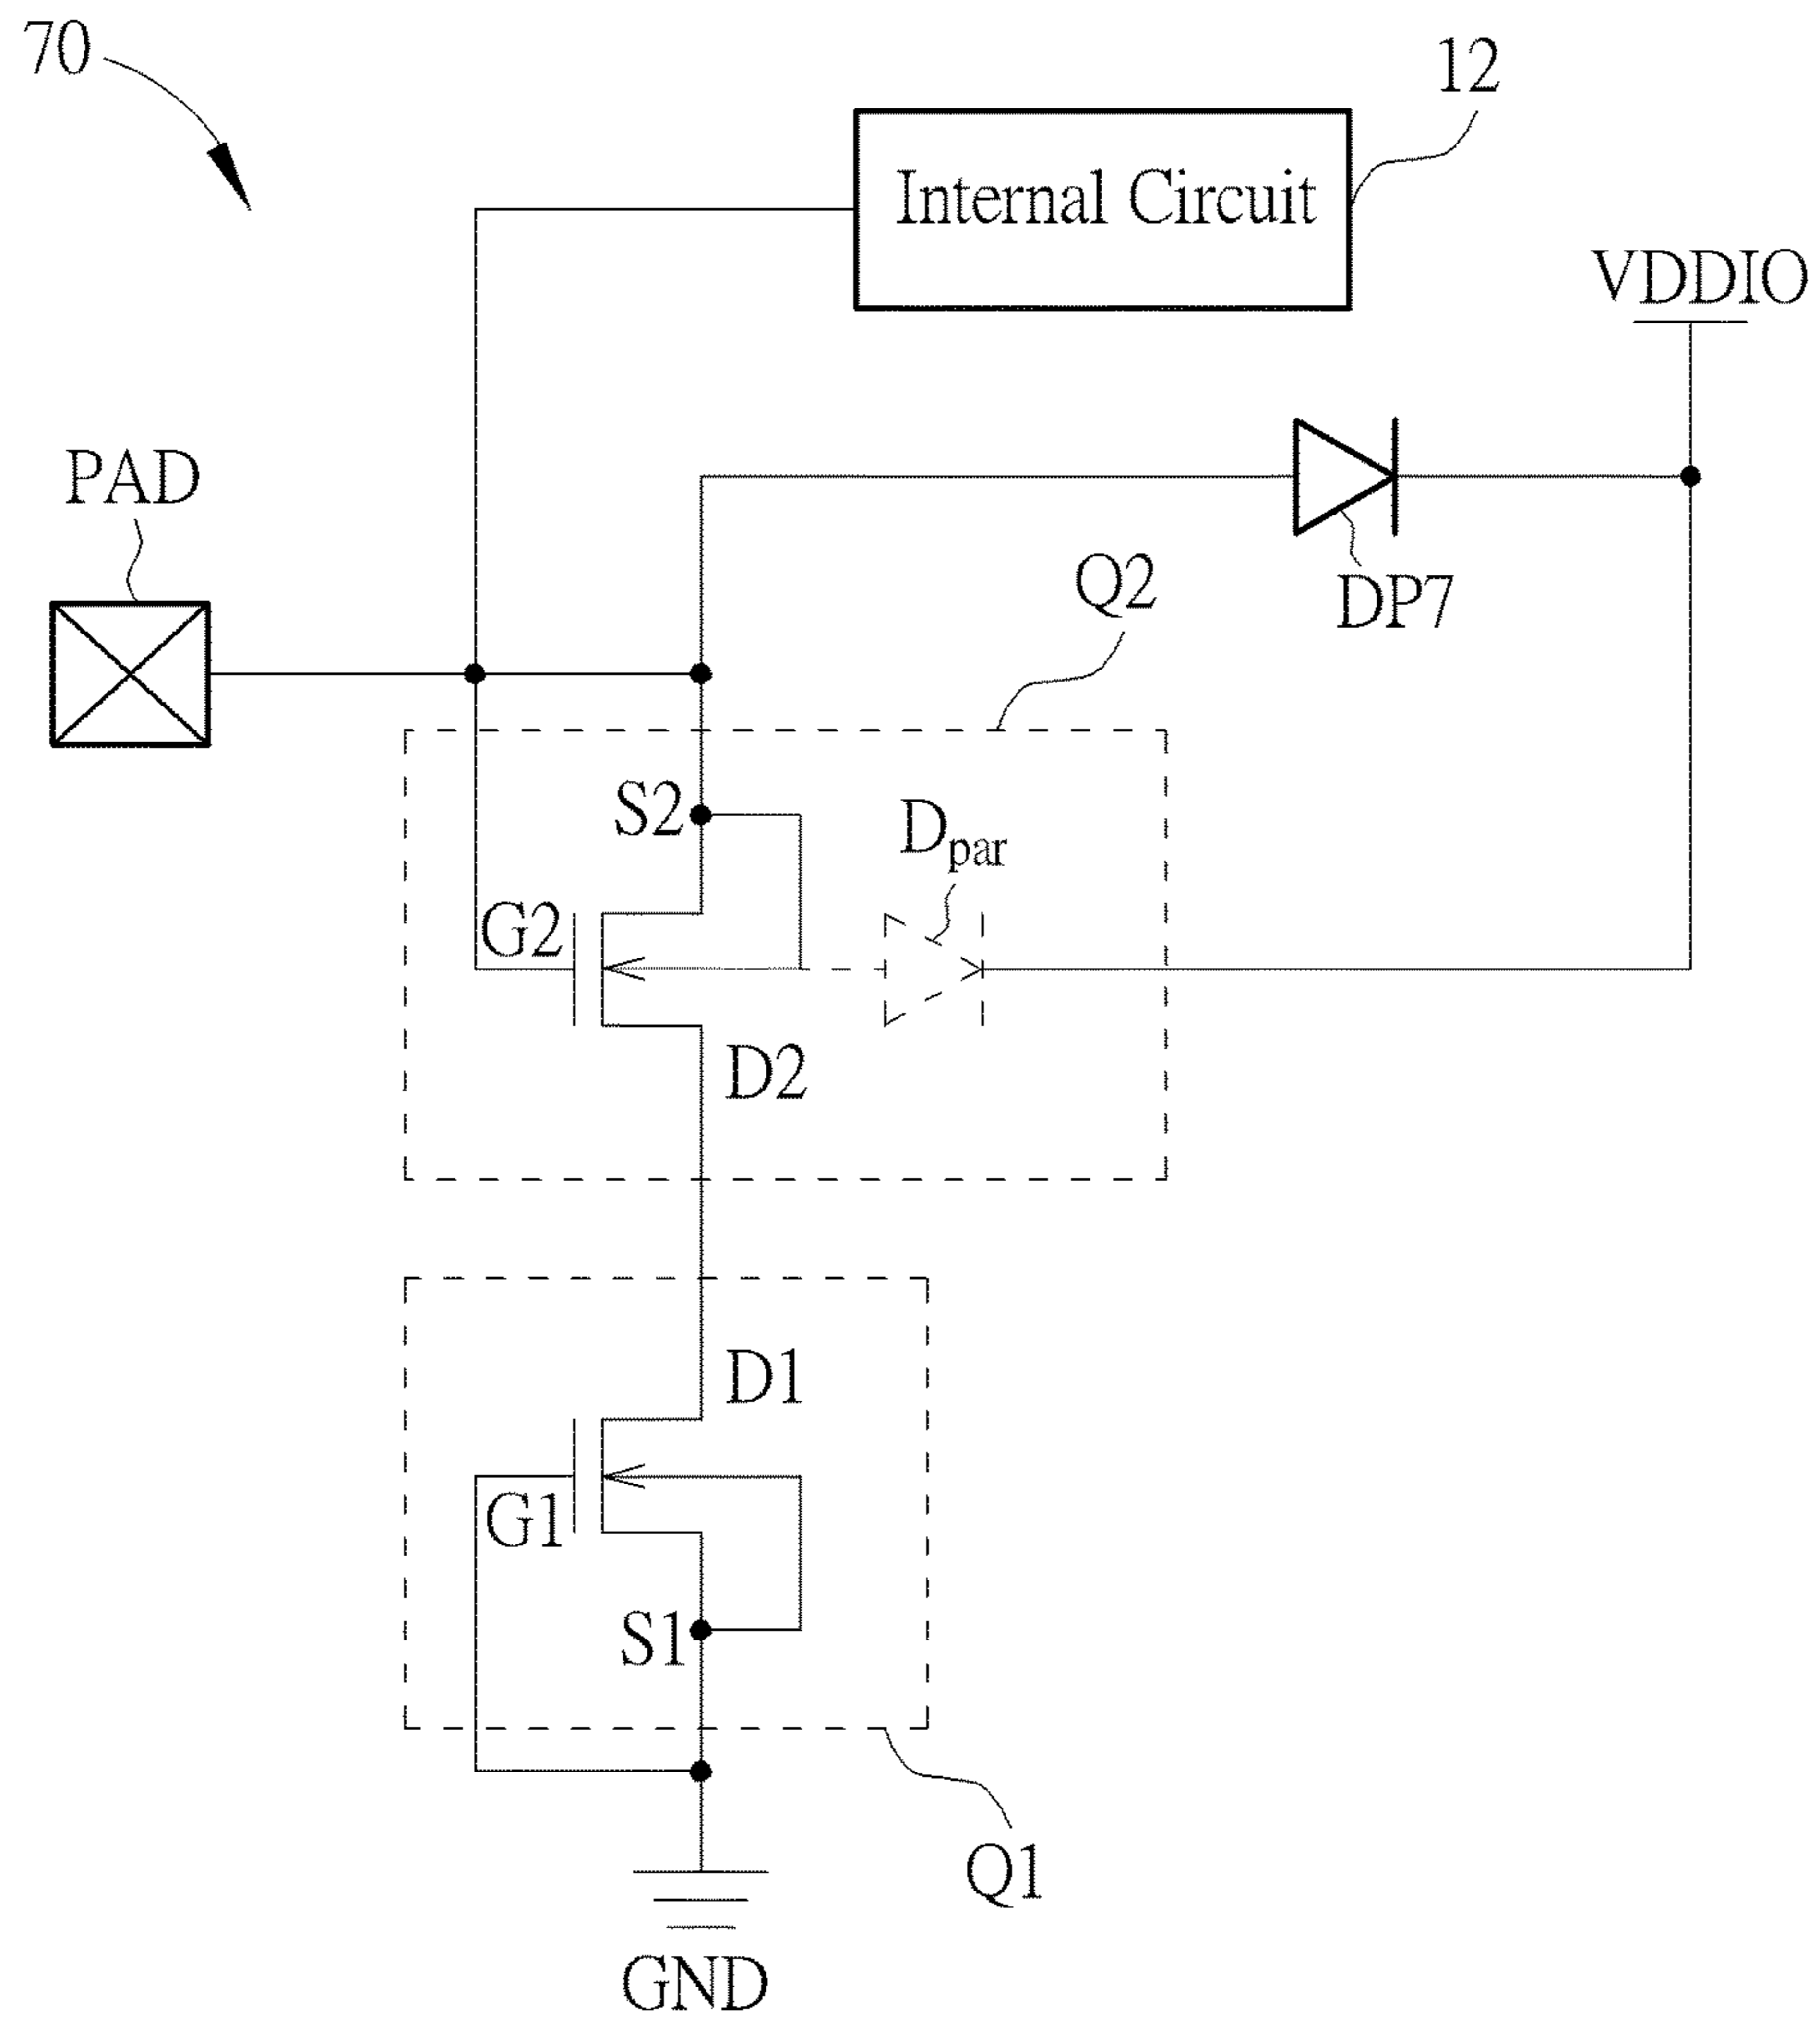 70
12
Internal Circuit
VDDIO
PAD
Q2
DP7
S2
Dpar
G2
D2
D1
G1
S1
Q1
GND